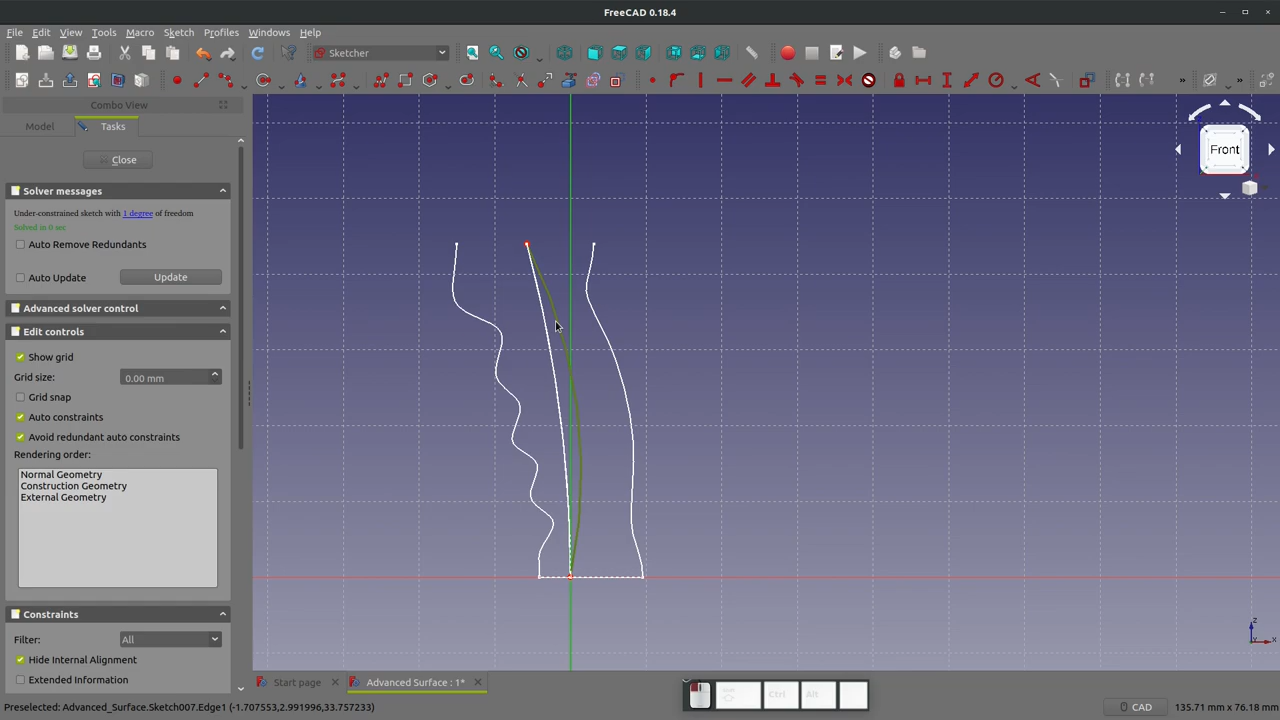 FreeCAD 0.18.4
File Edit View Tools Macro Sketch Profiles Windows Help
Sketcher
Combo View
Model Tasks
Close
Solver messages
Under-constrained sketch with 1 degree of freedom
Solved in 0 sec
Auto Remove Redundants
Auto Update Update
Advanced solver control
Edit controls
Show grid
Grid size: 0.00 mm
Grid snap
Auto constraints
Avoid redundant auto constraints
Rendering order:
Normal Geometry
Construction Geometry
External Geometry
Constraints
Filter: All
Hide Internal Alignment
Extended Information
Front
Z
X
Start page Advanced Surface : 1*
Ctrl Alt
Preselected: Advanced_Surface.Sketch007.Edge1 (-1.707553,2.991996,33.757233)
CAD 135.71 mm x 76.18 mm